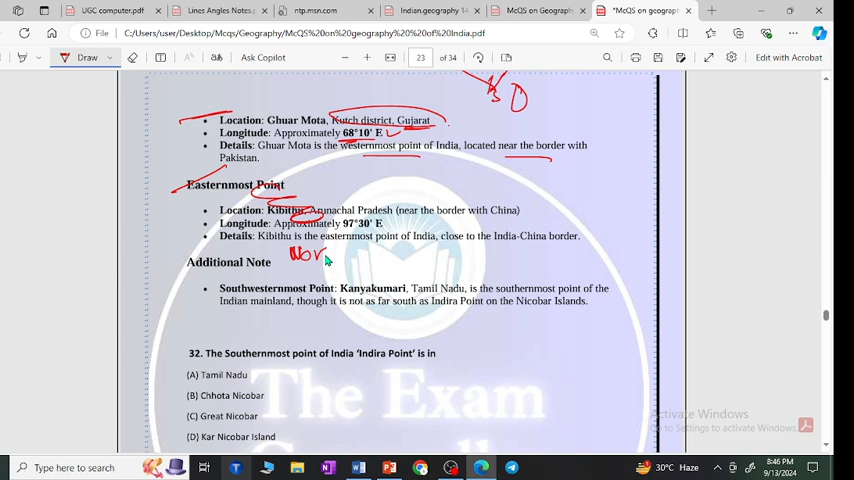 UGC computer.pdf
Lines Angles Notes.p
ntp.msn.com
Indian.geography 14
McQS on Geography
*McQS on geograph
File
C:/Users/user/Desktop/Mcqs/Geography/McQS%20on%20geography%20%20of%20India.pdf
Draw
Ask Copilot
23 of 34
Edit with Acrobat
• Location: Ghuar Mota, Kutch district, Gujarat
• Longitude: Approximately 68°10' E
• Details: Ghuar Mota is the westernmost point of India, located near the border with
Pakistan.
Easternmost Point
• Location: Kibithu, Arunachal Pradesh (near the border with China)
• Longitude: Approximately 97°30' E
• Details: Kibithu is the easternmost point of India, close to the India-China border.
Nor
Additional Note
• Southwesternmost Point: Kanyakumari, Tamil Nadu, is the southernmost point of the
Indian mainland, though it is not as far south as Indira Point on the Nicobar Islands.
32. The Southernmost point of India 'Indira Point' is in
(A) Tamil Nadu
(B) Chhota Nicobar
(C) Great Nicobar
(D) Kar Nicobar Island
The Exam
Activate Windows
Go to Settings to activate Windows.
Type here to search
30°C Haze
8:46 PM
9/13/2024